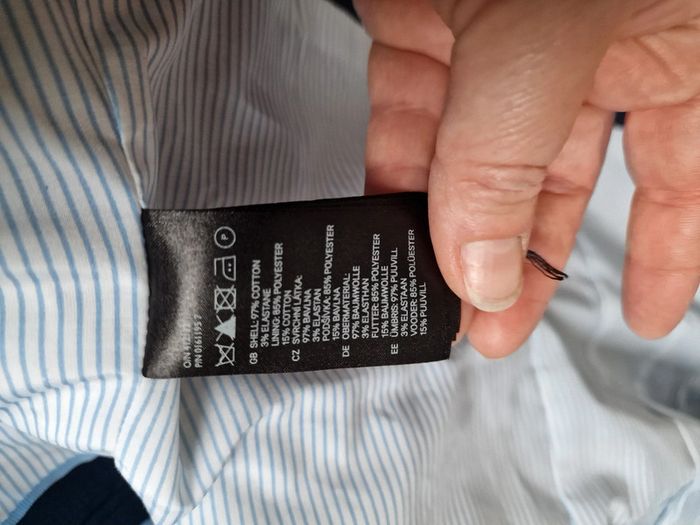 O/N
P/N
P
GB SHELL: 97% COTTON
3% ELASTANE
LINING: 85% POLYESTER
15% COTTON
CZ SVRCHNÍ LÁTKA:
97% BAVLNA
3% ELASTAN
PODŠÍVKA: 85% POLYESTER
15% BAVLNA
DE OBERMATERIAL:
97% BAUMWOLLE
3% ELASTHAN
FUTTER: 85% POLYESTER
15% BAUMWOLLE
EE ÜMBRIS: 97% PUUVILL
3% ELASTAAN
VOODER: 85% POLÜESTER
15% PUUVILL